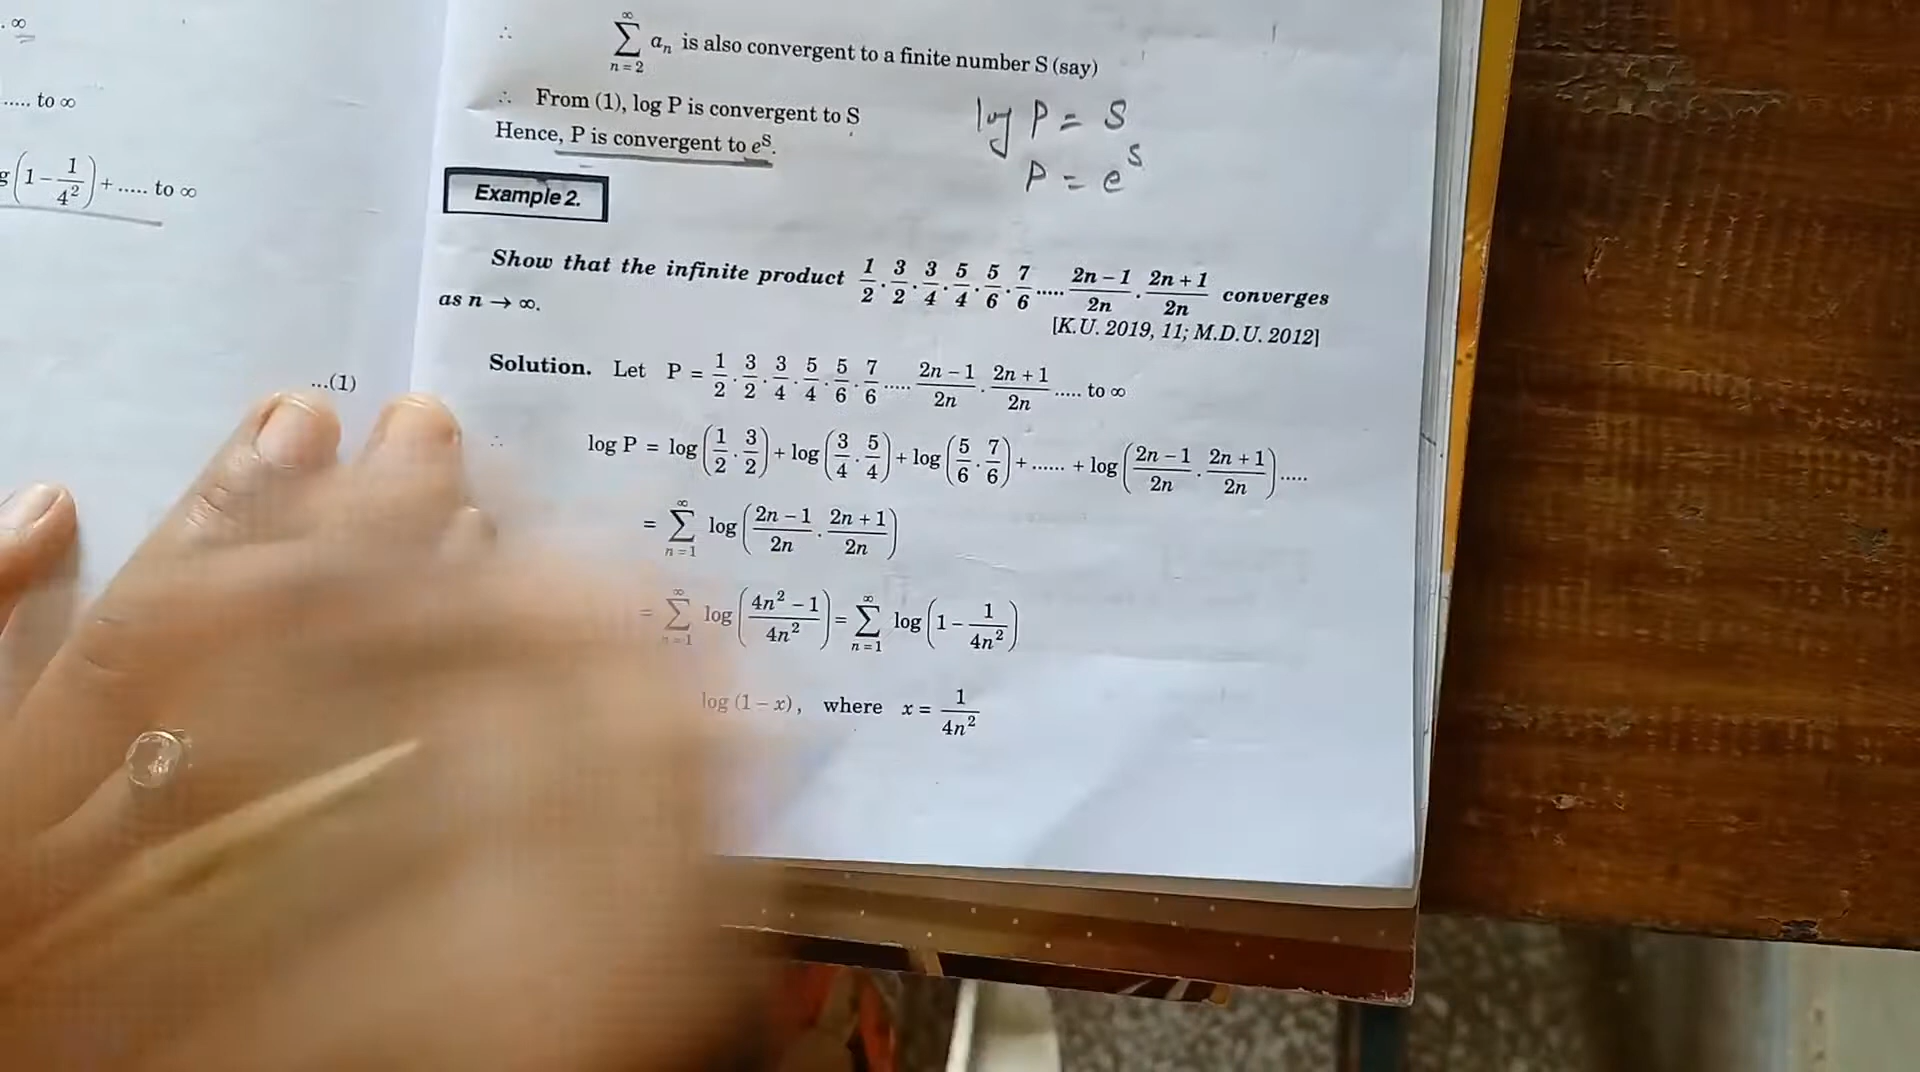 . ∞
..... to ∞
g(1 − 1/4²) + ..... to ∞
...(1)
∴ ∞∑n=2 aₙ is also convergent to a finite number S (say)
∴ From (1), log P is convergent to S
Hence, P is convergent to eˢ.
log P = S
P = eˢ
Example 2.
Show that the infinite product 1/2 . 3/2 . 3/4 . 5/4 . 5/6 . 7/6 ..... (2n − 1)/2n . (2n + 1)/2n converges
as n → ∞.
[K.U. 2019, 11; M.D.U. 2012]
Solution. Let P = 1/2 . 3/2 . 3/4 . 5/4 . 5/6 . 7/6 ..... (2n − 1)/2n . (2n + 1)/2n ..... to ∞
∴ log P = log(1/2 . 3/2) + log(3/4 . 5/4) + log(5/6 . 7/6) + ...... + log((2n − 1)/2n . (2n + 1)/2n) .....
= ∞∑n=1 log((2n − 1)/2n . (2n + 1)/2n)
= ∞∑n=1 log((4n² − 1)/4n²) = ∞∑n=1 log(1 − 1/4n²)
log (1 − x), where x = 1/4n²